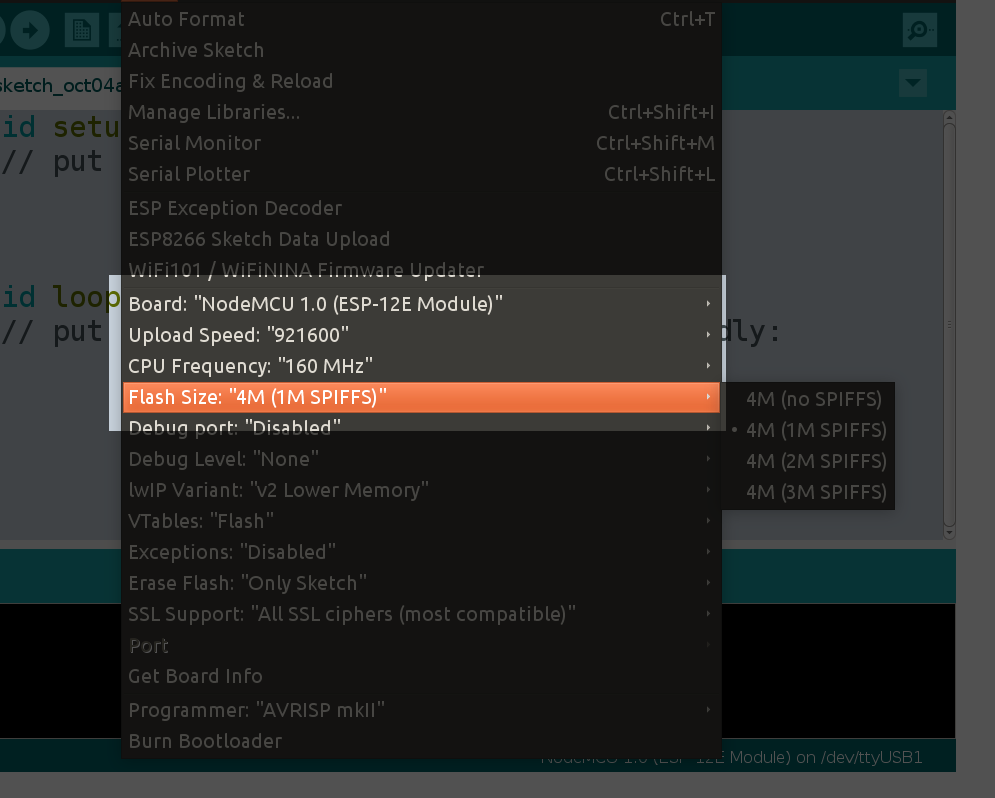 Auto Format Ctrl+T
Archive Sketch
Fix Encoding & Reload
sketch_oct04a
Manage Libraries... Ctrl+Shift+I
id setu
Serial Monitor Ctrl+Shift+M
// put
Serial Plotter Ctrl+Shift+L
ESP Exception Decoder
ESP8266 Sketch Data Upload
WiFi101 / WiFiNINA Firmware Updater
id loop
Board: "NodeMCU 1.0 (ESP-12E Module)"
// put dly:
Upload Speed: "921600"
CPU Frequency: "160 MHz"
Flash Size: "4M (1M SPIFFS)"
4M (no SPIFFS)
4M (1M SPIFFS)
4M (2M SPIFFS)
4M (3M SPIFFS)
Debug port: "Disabled"
Debug Level: "None"
lwIP Variant: "v2 Lower Memory"
VTables: "Flash"
Exceptions: "Disabled"
Erase Flash: "Only Sketch"
SSL Support: "All SSL ciphers (most compatible)"
Port
Get Board Info
Programmer: "AVRISP mkII"
Burn Bootloader
NodeMCU 1.0 (ESP-12E Module) on /dev/ttyUSB1